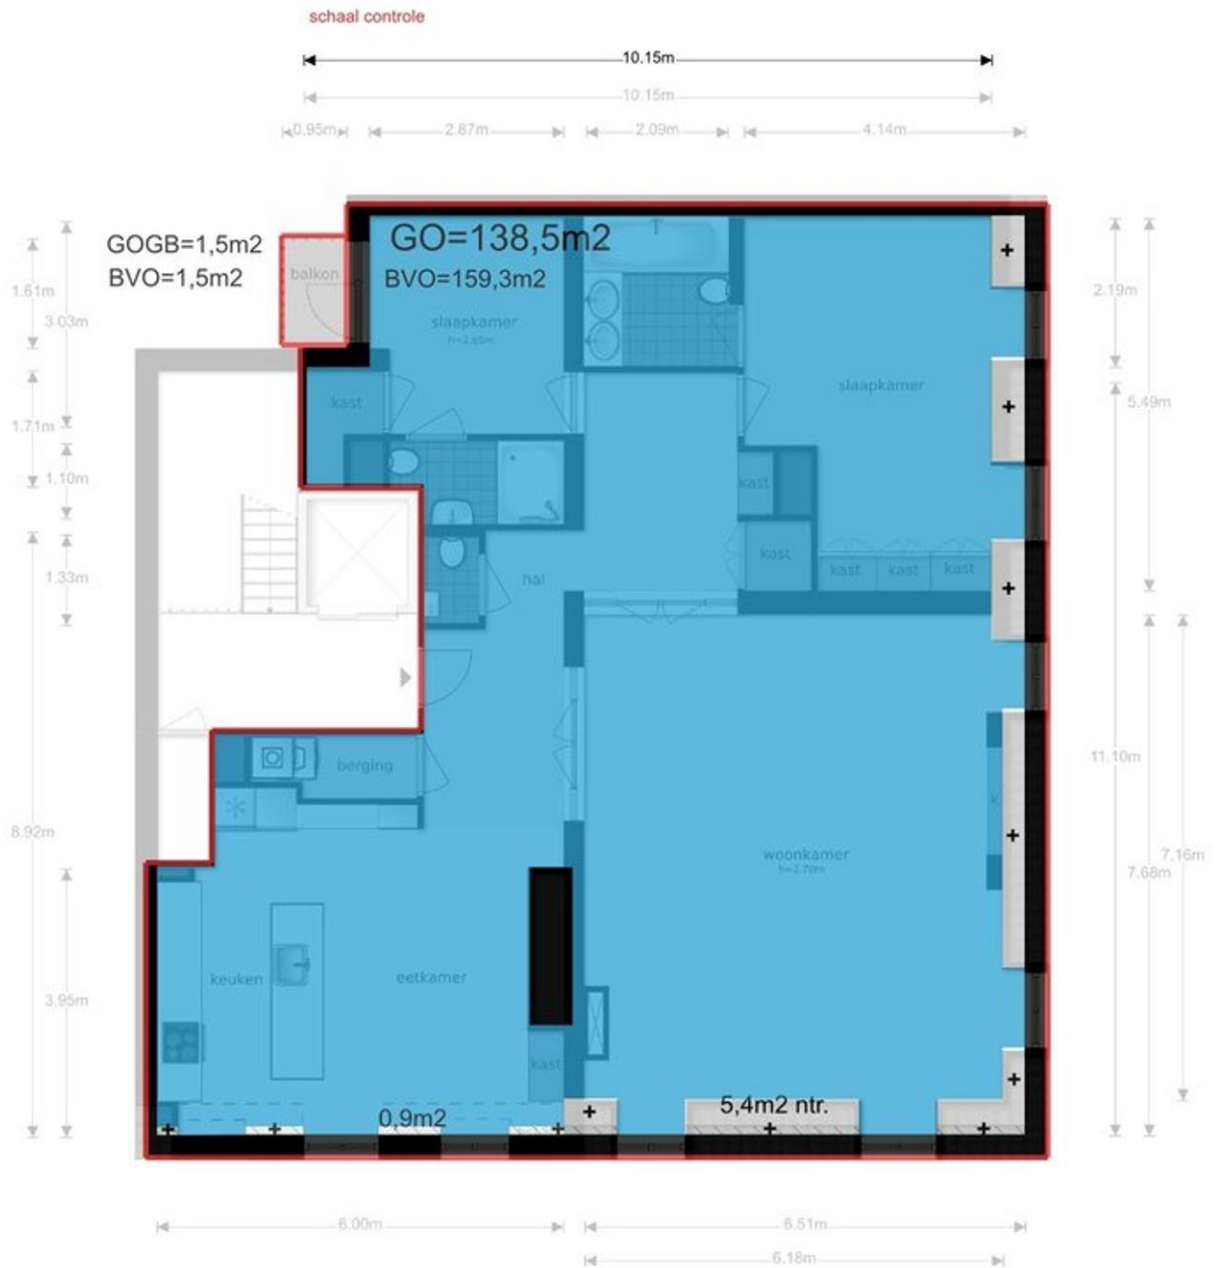 schaal controle
10.15m
10.15m
0.95m
2.87m
2.09m
4.14m
GOGB=1,5m2
BVO=1,5m2
GO=138,5m2
BVO=159,3m2
balkon
slaapkamer
h=2.65m
1.61m
3.03m
2.19m
slaapkamer
5.49m
kast
1.71m
1.10m
kast
kast
kast
kast
kast
hal
1.33m
berging
11.10m
8.92m
woonkamer
h=2.70m
7.16m
7.68m
keuken
eetkamer
3.95m
kast
0,9m2
5,4m2 ntr.
6.00m
6.51m
6.18m